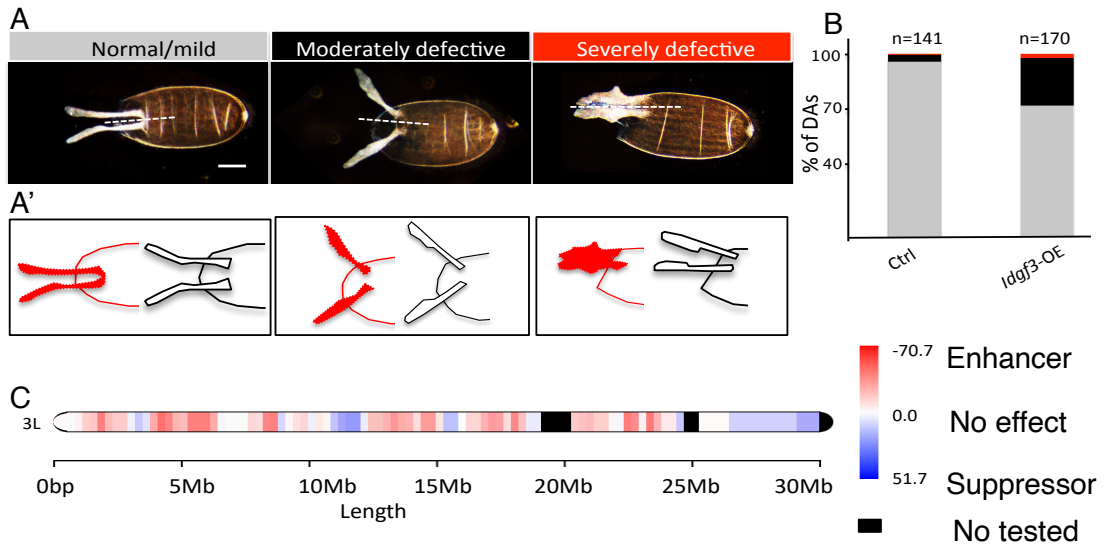 A
Normal/mild
Moderately defective
Severely defective
A'
B
n=141
n=170
100
70
40
% of DAs
Ctrl
Idgf3-OE
C
3L
0bp
5Mb
10Mb
15Mb
20Mb
25Mb
30Mb
Length
-70.7
Enhancer
0.0
No effect
51.7
Suppressor
No tested